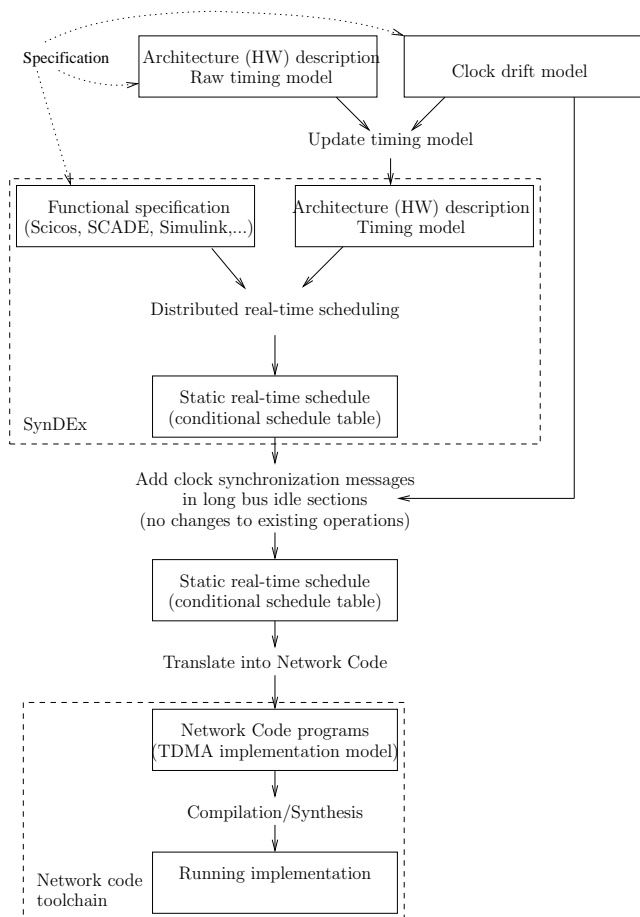 Specification
Architecture (HW) description
Raw timing model
Clock drift model
Update timing model
Functional specification
(Scicos, SCADE, Simulink,...)
Architecture (HW) description
Timing model
Distributed real-time scheduling
Static real-time schedule
(conditional schedule table)
SynDEx
Add clock synchronization messages
in long bus idle sections
(no changes to existing operations)
Static real-time schedule
(conditional schedule table)
Translate into Network Code
Network Code programs
(TDMA implementation model)
Compilation/Synthesis
Running implementation
Network code
toolchain